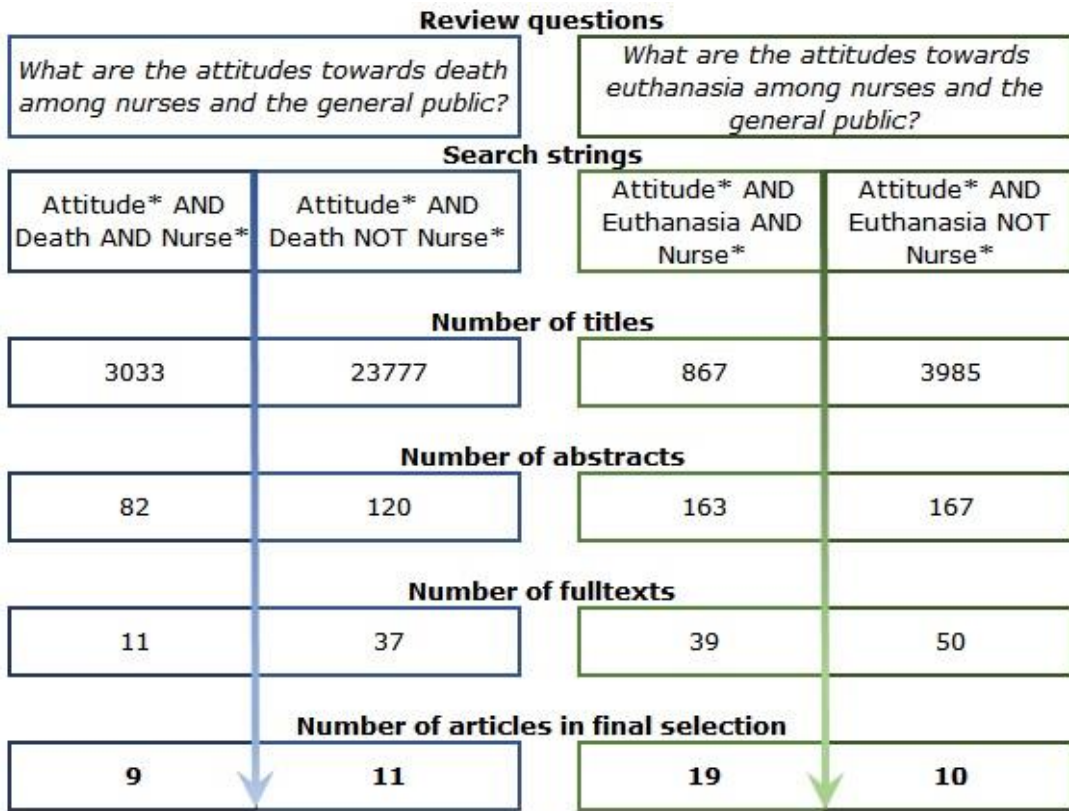 Review questions
What are the attitudes towards death
among nurses and the general public?
What are the attitudes towards
euthanasia among nurses and the
general public?
Search strings
Attitude* AND
Death AND Nurse*
Attitude* AND
Death NOT Nurse*
Attitude* AND
Euthanasia AND
Nurse*
Attitude* AND
Euthanasia NOT
Nurse*
Number of titles
3033
23777
867
3985
Number of abstracts
82
120
163
167
Number of fulltexts
11
37
39
50
Number of articles in final selection
9
11
19
10